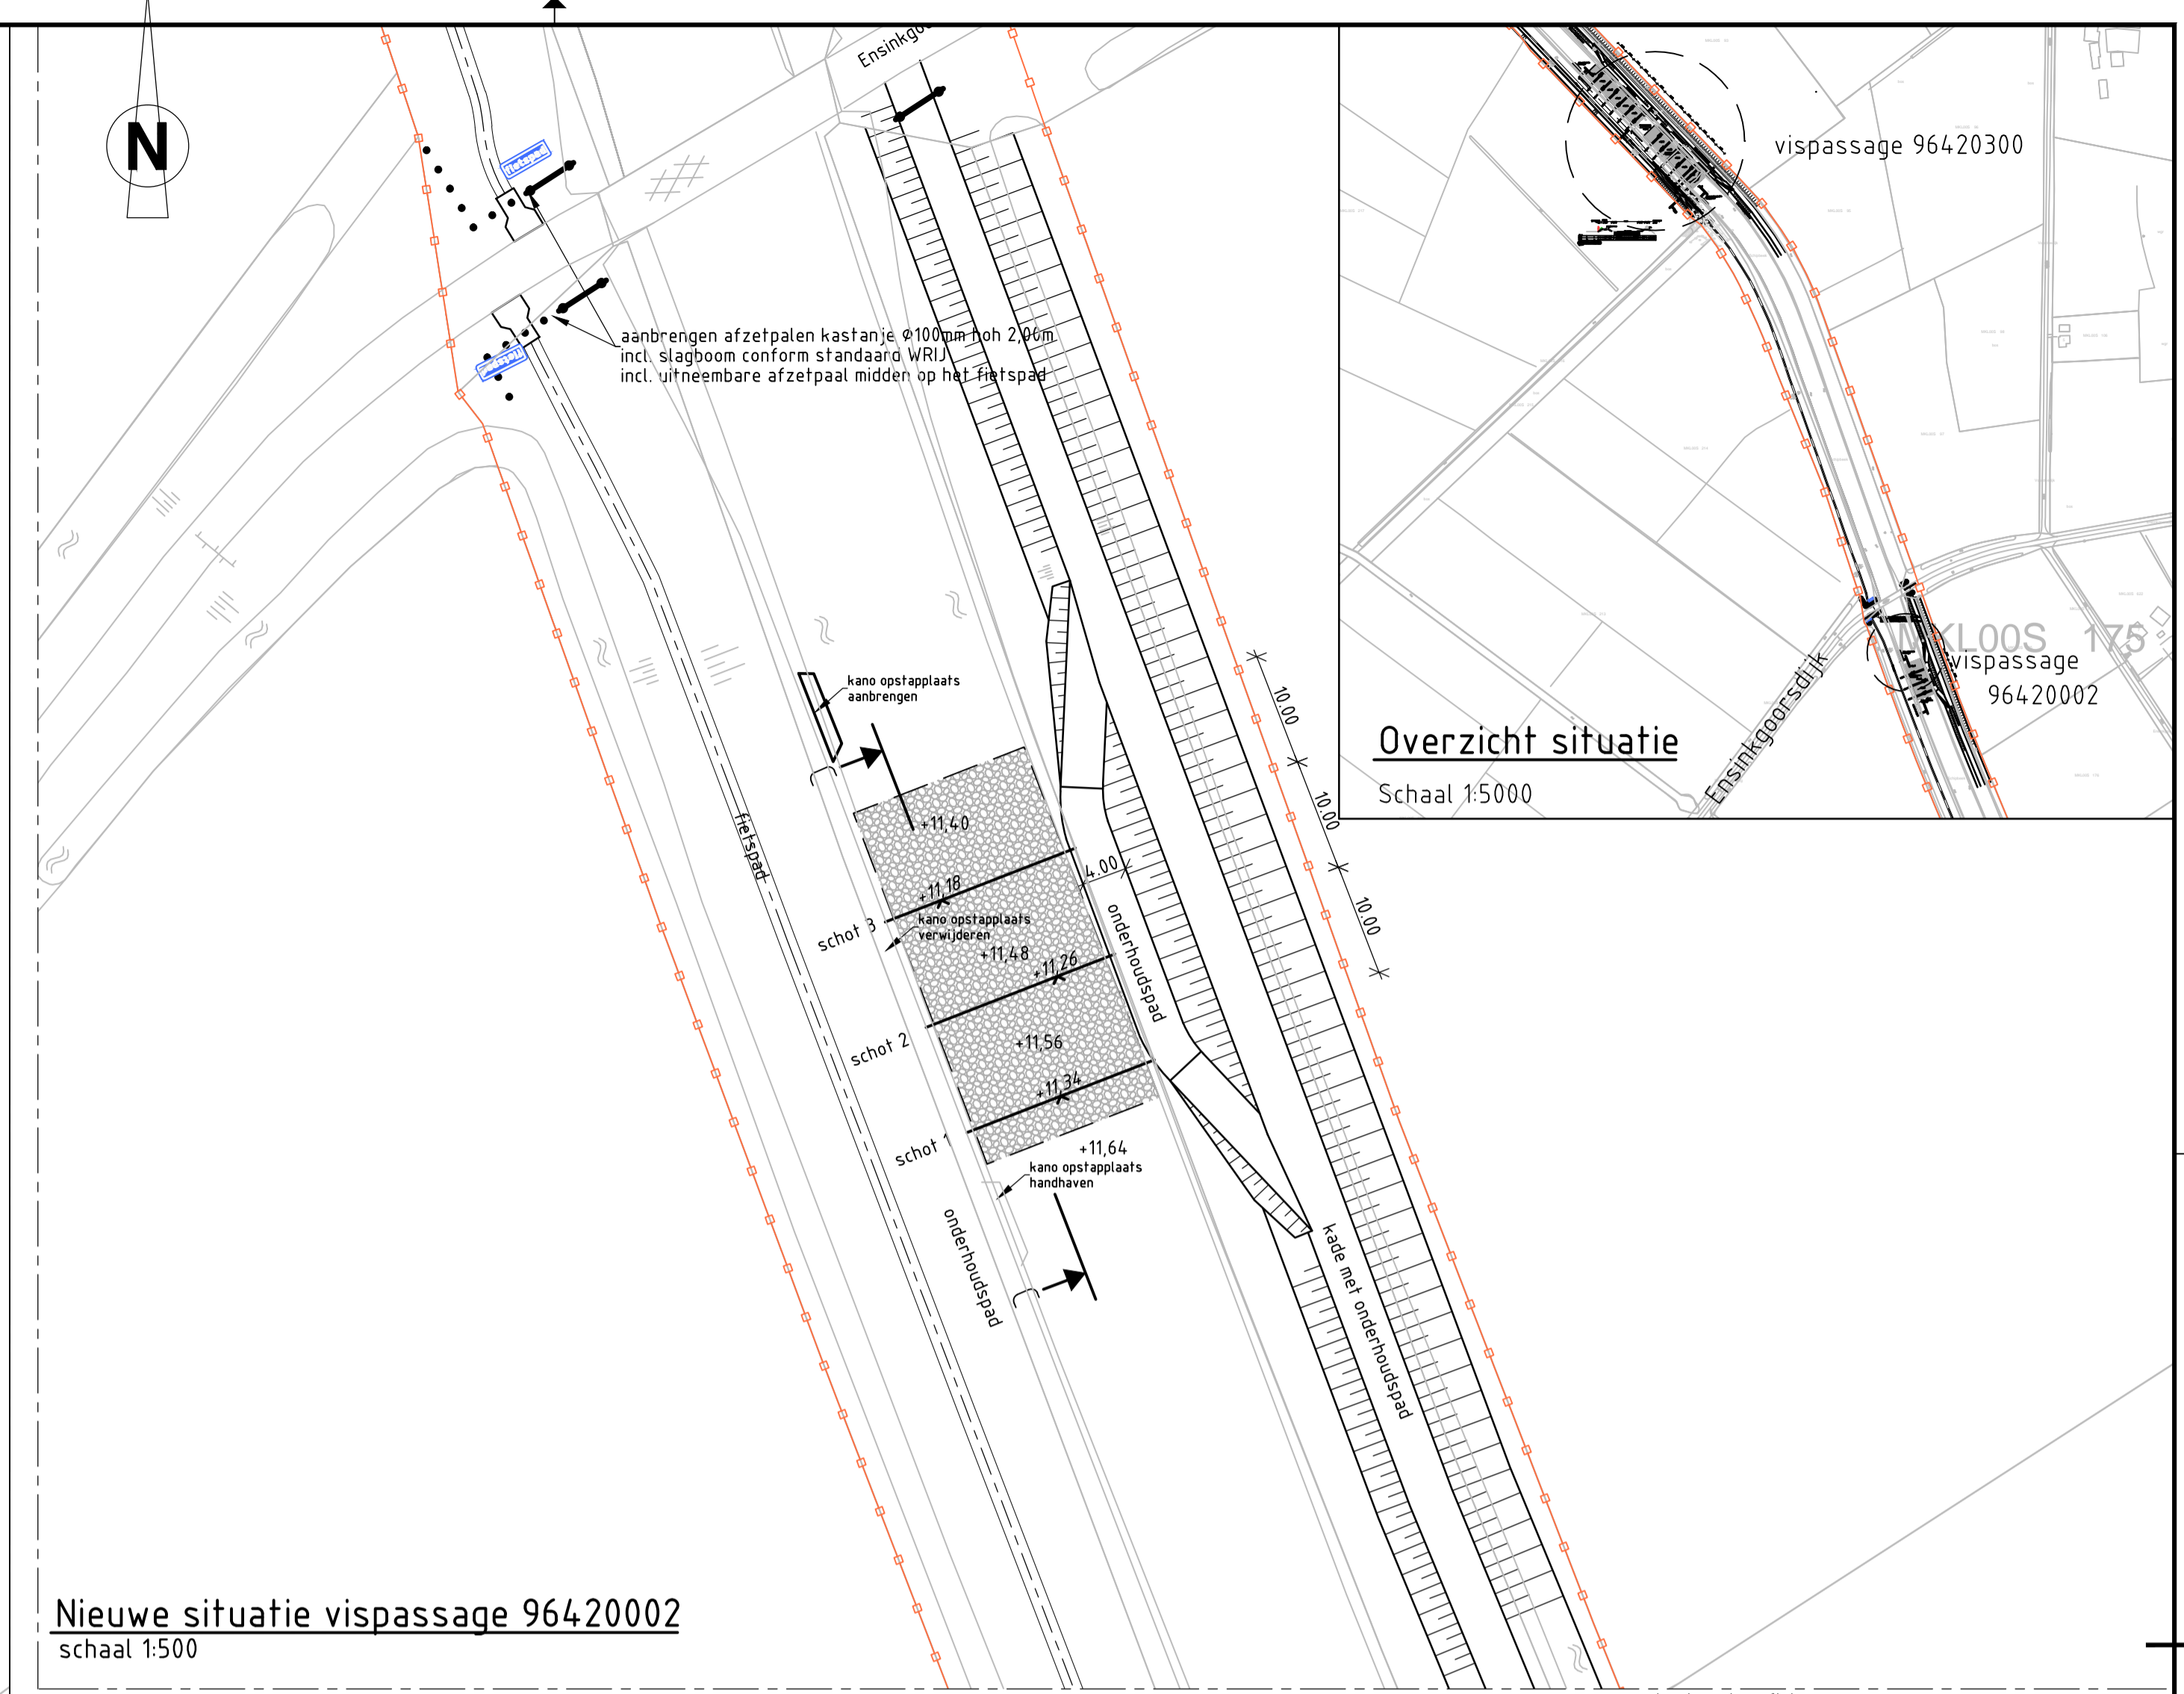 N
Ensinkgoo
fietspad
fietspad
aanbrengen afzetpalen kastanje ⌀100mm hoh 2,00m
incl. slagboom conform standaard WRIJ
incl. uitneembare afzetpaal midden op het fietspad
kano opstapplaats
aanbrengen
fietspad
+11,40
+11,18
schot 3
kano opstapplaats
verwijderen
+11,48
+11,26
schot 2
+11,56
+11,34
schot 1
+11,64
kano opstapplaats
handhaven
onderhoudspad
4.00
onderhoudspad
kade met onderhoudspad
10.00
10.00
10.00
vispassage 96420300
KLOOS 175
vispassage
96420002
Ensinkgoorsdijk
Overzicht situatie
Schaal 1:5000
Nieuwe situatie vispassage 96420002
schaal 1:500